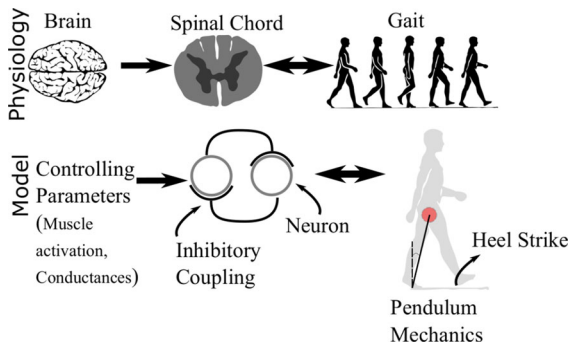 Physiology
Brain
Spinal Chord
Gait
Model
Controlling
Parameters
(Muscle
activation,
Conductances)
Inhibitory
Coupling
Neuron
Heel Strike
Pendulum
Mechanics